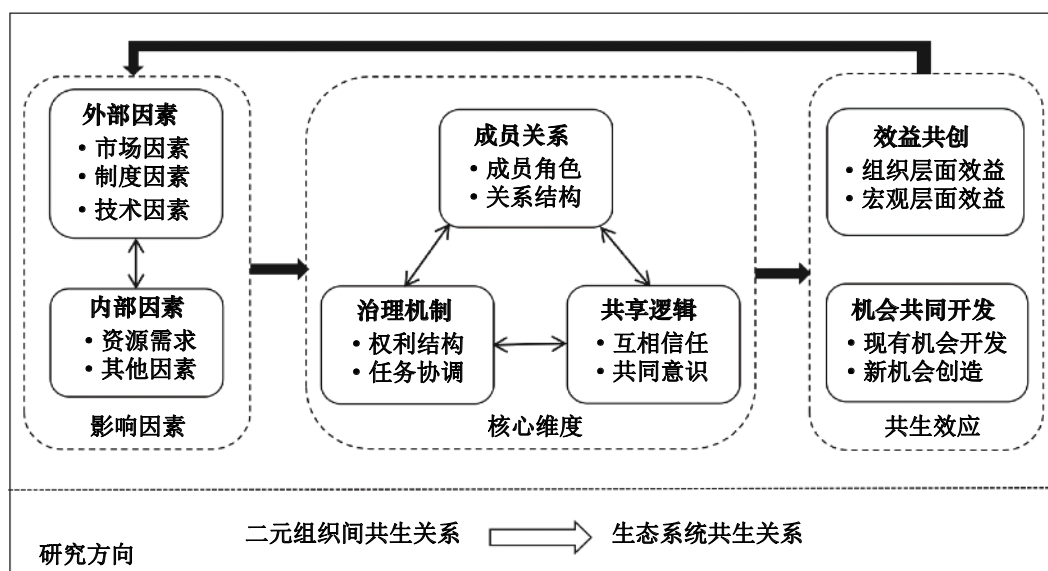 外部因素
• 市场因素
• 制度因素
• 技术因素
内部因素
• 资源需求
• 其他因素
影响因素
成员关系
• 成员角色
• 关系结构
治理机制
• 权利结构
• 任务协调
共享逻辑
• 互相信任
• 共同意识
核心维度
效益共创
• 组织层面效益
• 宏观层面效益
机会共同开发
• 现有机会开发
• 新机会创造
共生效应
二元组织间共生关系
生态系统共生关系
研究方向